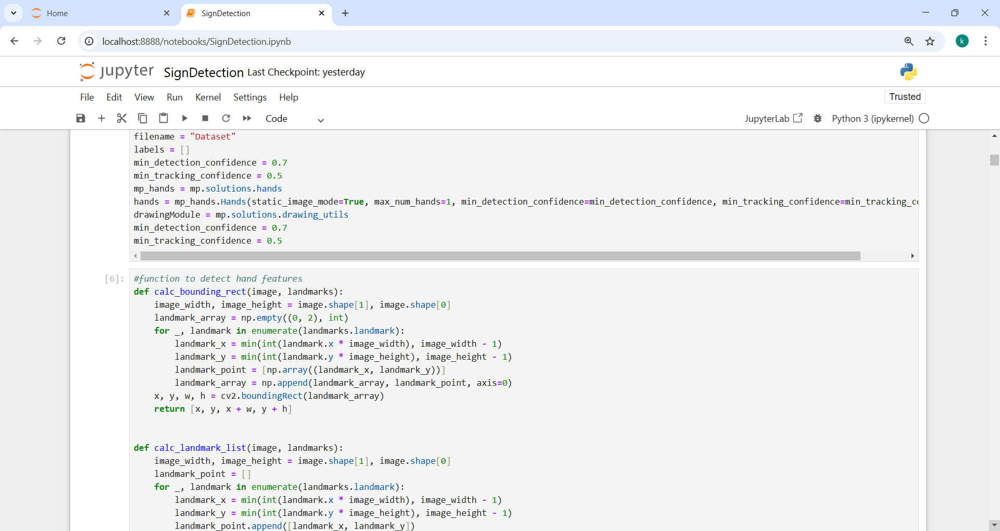 Home
SignDetection
localhost:8888/notebooks/SignDetection.ipynb
k
jupyter SignDetection Last Checkpoint: yesterday
File Edit View Run Kernel Settings Help
Trusted
Code
JupyterLab
Python 3 (ipykernel)
filename = "Dataset"
labels = []
min_detection_confidence = 0.7
min_tracking_confidence = 0.5
mp_hands = mp.solutions.hands
hands = mp_hands.Hands(static_image_mode=True, max_num_hands=1, min_detection_confidence=min_detection_confidence, min_tracking_confidence=min_tracking_c
drawingModule = mp.solutions.drawing_utils
min_detection_confidence = 0.7
min_tracking_confidence = 0.5
[6]:
#function to detect hand features
def calc_bounding_rect(image, landmarks):
    image_width, image_height = image.shape[1], image.shape[0]
    landmark_array = np.empty((0, 2), int)
    for _, landmark in enumerate(landmarks.landmark):
        landmark_x = min(int(landmark.x * image_width), image_width - 1)
        landmark_y = min(int(landmark.y * image_height), image_height - 1)
        landmark_point = [np.array((landmark_x, landmark_y))]
        landmark_array = np.append(landmark_array, landmark_point, axis=0)
    x, y, w, h = cv2.boundingRect(landmark_array)
    return [x, y, x + w, y + h]
def calc_landmark_list(image, landmarks):
    image_width, image_height = image.shape[1], image.shape[0]
    landmark_point = []
    for _, landmark in enumerate(landmarks.landmark):
        landmark_x = min(int(landmark.x * image_width), image_width - 1)
        landmark_y = min(int(landmark.y * image_height), image_height - 1)
        landmark_point.append([landmark_x, landmark_y])